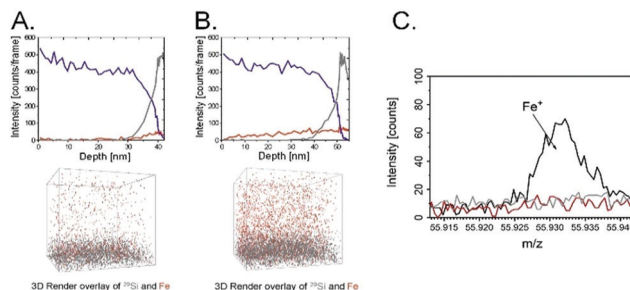 A.
B.
C.
600
500
400
300
200
100
0
Intensity [counts/frame]
0 10 20 30 40
Depth [nm]
600
500
400
300
200
100
0
Intensity [counts/frame]
0 10 20 30 40 50
Depth [nm]
100
80
60
40
20
0
Intensity [counts]
Fe⁺
55.915 55.920 55.925 55.930 55.935 55.940
m/z
3D Render overlay of ²⁹Si and Fe
3D Render overlay of ²⁹Si and Fe